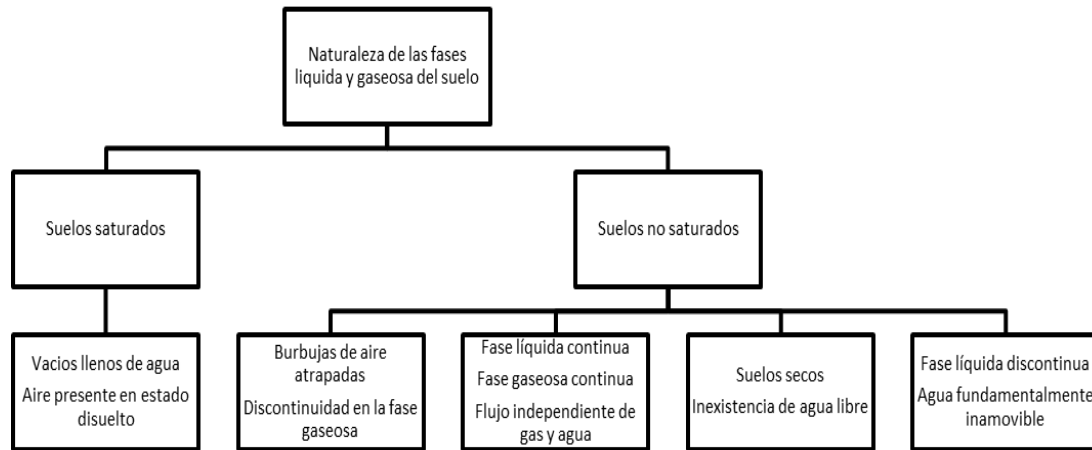 Naturaleza de las fases
liquida y gaseosa del suelo
Suelos saturados
Suelos no saturados
Vacios llenos de agua
Aire presente en estado
disuelto
Burbujas de aire
atrapadas
Discontinuidad en la fase
gaseosa
Fase líquida continua
Fase gaseosa continua
Flujo independiente de
gas y agua
Suelos secos
Inexistencia de agua libre
Fase líquida discontinua
Agua fundamentalmente
inamovible